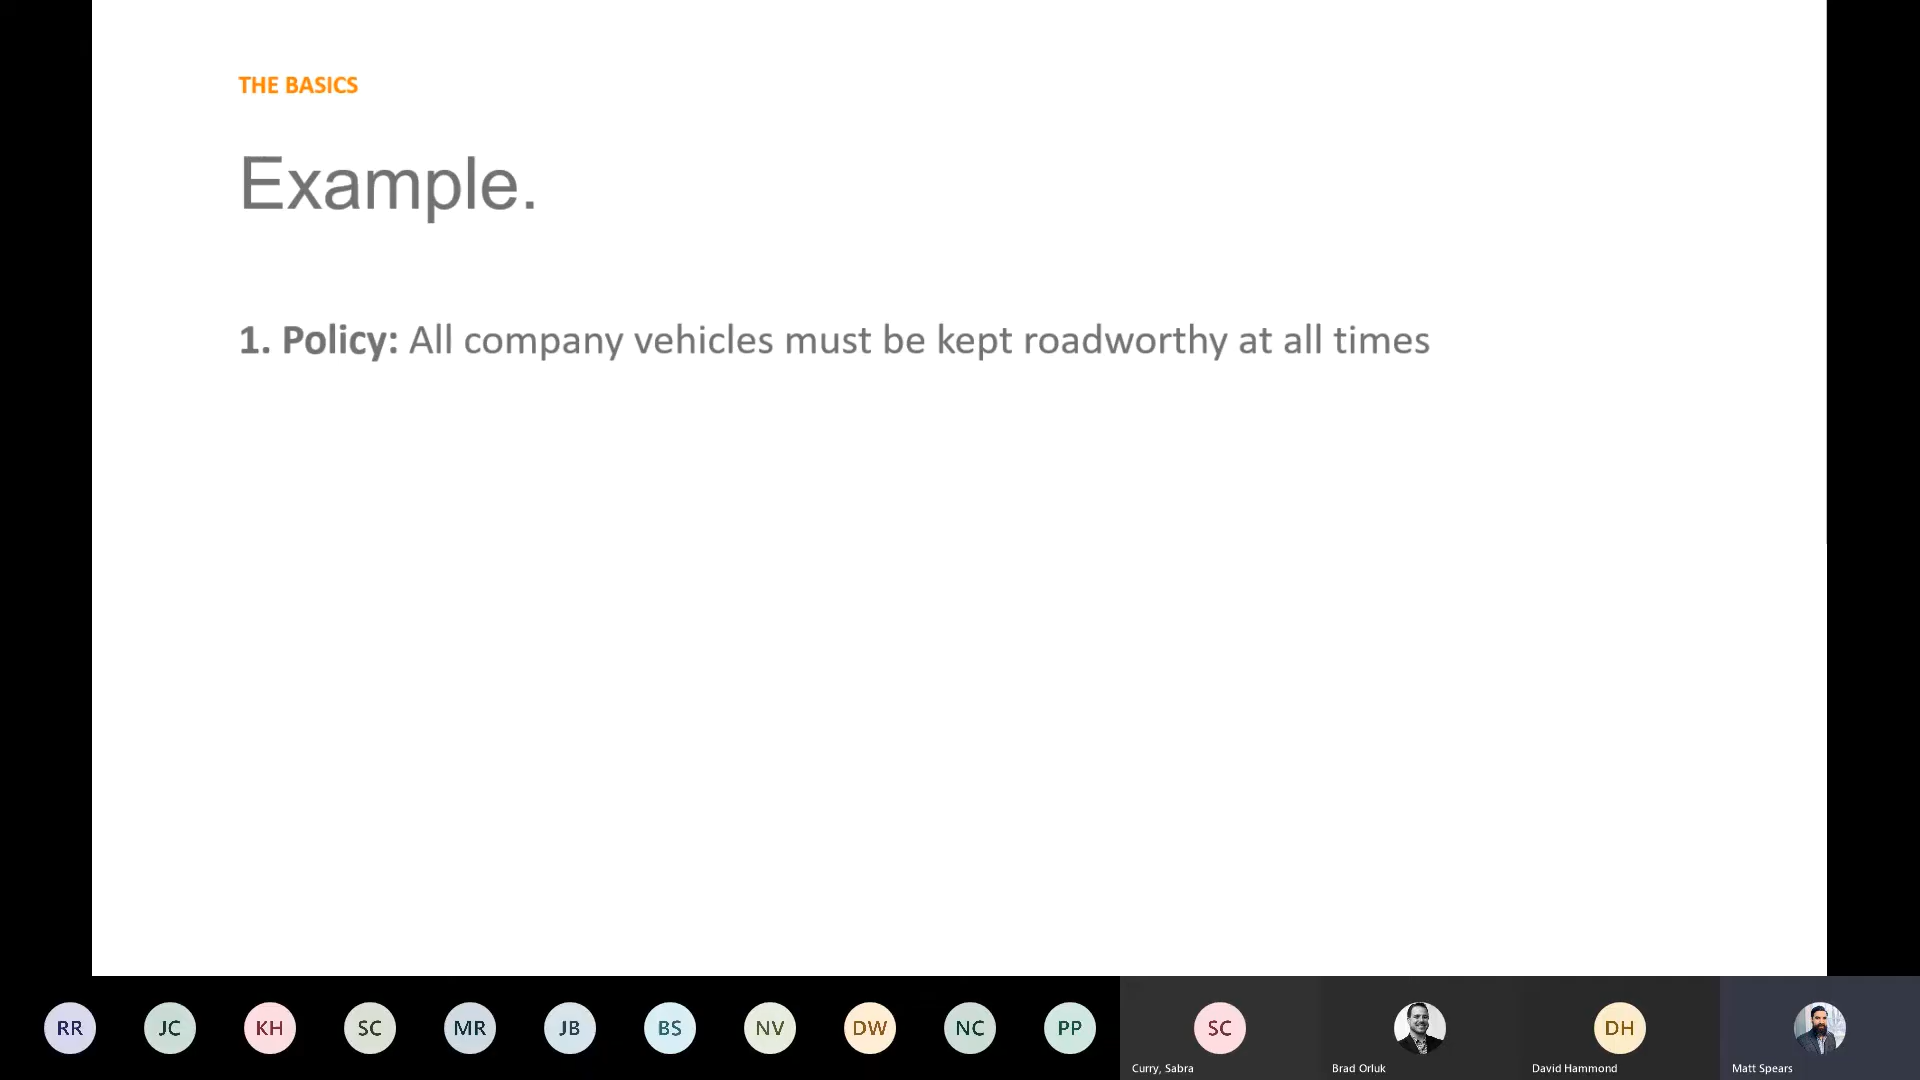 THE BASICS
Example.
1. Policy: All company vehicles must be kept roadworthy at all times
RR
JC
KH
SC
MR
JB
BS
NV
DW
NC
PP
SC
DH
Curry, Sabra
Brad Orluk
David Hammond
Matt Spears